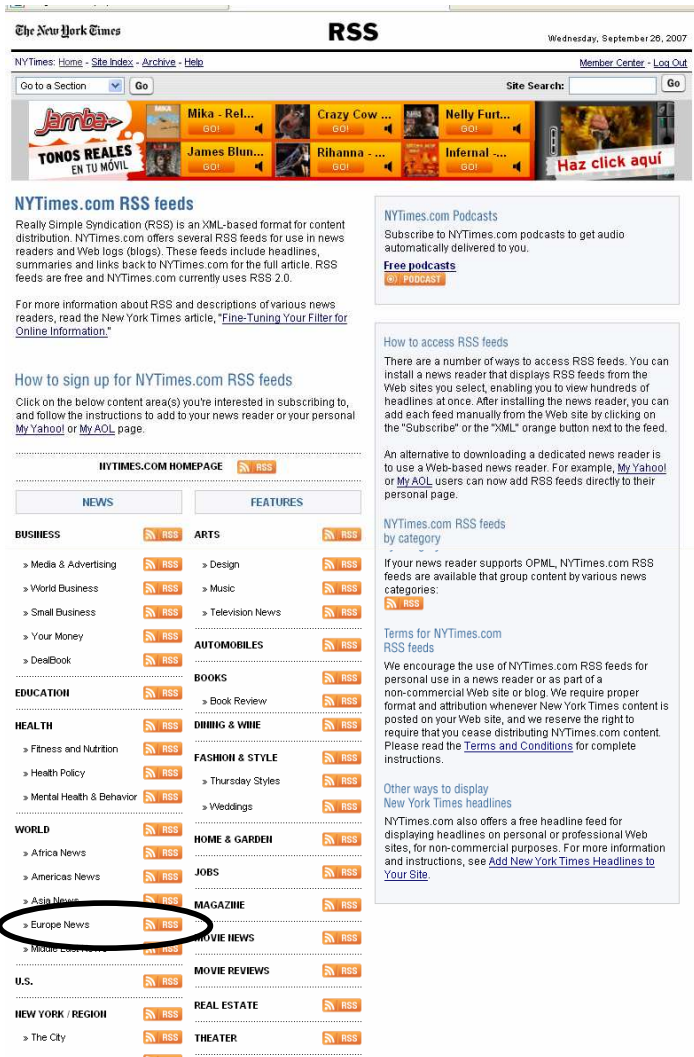 The New York Times
RSS
Wednesday, September 26, 2007
NYTimes: Home - Site Index - Archive - Help
Member Center - Log Out
Go to a Section Go
Site Search: Go
Jamba
TONOS REALES
EN TU MÓVIL
Mika - Rel...
GO!
Crazy Cow ...
GO!
Nelly Furt...
GO!
James Blun...
GO!
Rihanna - ...
GO!
Infernal -...
GO!
Haz click aquí
NYTimes.com RSS feeds
Really Simple Syndication (RSS) is an XML-based format for content
distribution. NYTimes.com offers several RSS feeds for use in news
readers and Web logs (blogs). These feeds include headlines,
summaries and links back to NYTimes.com for the full article. RSS
feeds are free and NYTimes.com currently uses RSS 2.0.
For more information about RSS and descriptions of various news
readers, read the New York Times article, "Fine-Tuning Your Filter for
Online Information."
How to sign up for NYTimes.com RSS feeds
Click on the below content area(s) you're interested in subscribing to,
and follow the instructions to add to your news reader or your personal
My Yahoo! or My AOL page.
NYTIMES.COM HOMEPAGE RSS
NEWS
BUSINESS RSS
» Media & Advertising RSS
» World Business RSS
» Small Business RSS
» Your Money RSS
» DealBook RSS
EDUCATION RSS
HEALTH RSS
» Fitness and Nutrition RSS
» Health Policy RSS
» Mental Health & Behavior RSS
WORLD RSS
» Africa News RSS
» Americas News RSS
» Asia News RSS
» Europe News RSS
» Middle East News RSS
U.S. RSS
NEW YORK / REGION RSS
» The City RSS
FEATURES
ARTS RSS
» Design RSS
» Music RSS
» Television News RSS
AUTOMOBILES RSS
BOOKS RSS
» Book Review RSS
DINING & WINE RSS
FASHION & STYLE RSS
» Thursday Styles RSS
» Weddings RSS
HOME & GARDEN RSS
JOBS RSS
MAGAZINE RSS
MOVIE NEWS RSS
MOVIE REVIEWS RSS
REAL ESTATE RSS
THEATER RSS
NYTimes.com Podcasts
Subscribe to NYTimes.com podcasts to get audio
automatically delivered to you.
Free podcasts
PODCAST
How to access RSS feeds
There are a number of ways to access RSS feeds. You can
install a news reader that displays RSS feeds from the
Web sites you select, enabling you to view hundreds of
headlines at once. After installing the news reader, you can
add each feed manually from the Web site by clicking on
the "Subscribe" or the "XML" orange button next to the feed.
An alternative to downloading a dedicated news reader is
to use a Web-based news reader. For example, My Yahoo!
or My AOL users can now add RSS feeds directly to their
personal page.
NYTimes.com RSS feeds
by category
If your news reader supports OPML, NYTimes.com RSS
feeds are available that group content by various news
categories:
RSS
Terms for NYTimes.com
RSS feeds
We encourage the use of NYTimes.com RSS feeds for
personal use in a news reader or as part of a
non-commercial Web site or blog. We require proper
format and attribution whenever New York Times content is
posted on your Web site, and we reserve the right to
require that you cease distributing NYTimes.com content.
Please read the Terms and Conditions for complete
instructions.
Other ways to display
New York Times headlines
NYTimes.com also offers a free headline feed for
displaying headlines on personal or professional Web
sites, for non-commercial purposes. For more information
and instructions, see Add New York Times Headlines to
Your Site.